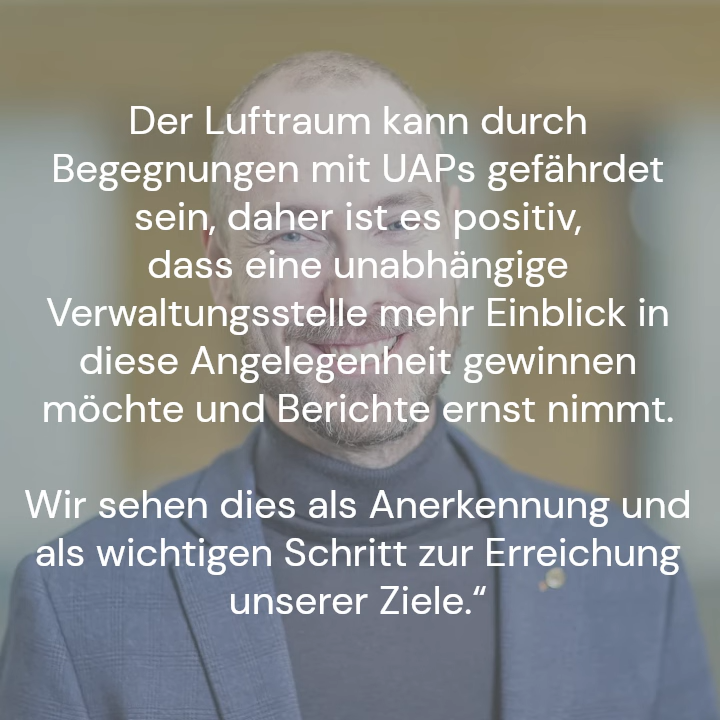 Der Luftraum kann durch
Begegnungen mit UAPs gefährdet
sein, daher ist es positiv,
dass eine unabhängige
Verwaltungsstelle mehr Einblick in
diese Angelegenheit gewinnen
möchte und Berichte ernst nimmt.
Wir sehen dies als Anerkennung und
als wichtigen Schritt zur Erreichung
unserer Ziele.“